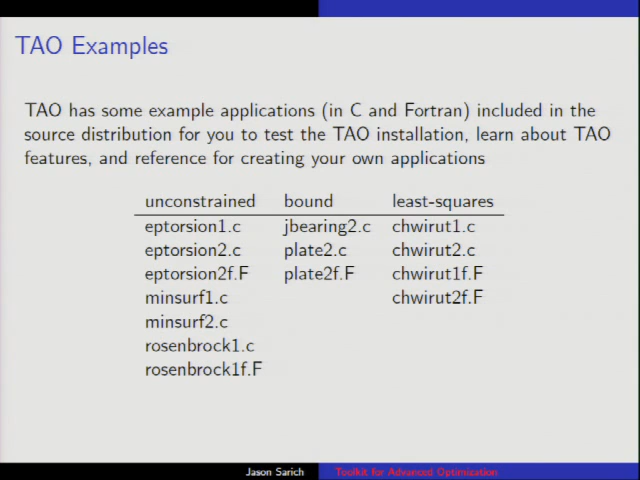 TAO Examples
TAO has some example applications (in C and Fortran) included in the
source distribution for you to test the TAO installation, learn about TAO
features, and reference for creating your own applications
unconstrained bound least-squares
eptorsion1.c jbearing2.c chwirut1.c
eptorsion2.c plate2.c chwirut2.c
eptorsion2f.F plate2f.F chwirut1f.F
minsurf1.c chwirut2f.F
minsurf2.c
rosenbrock1.c
rosenbrock1f.F
Jason Sarich Toolkit for Advanced Optimization